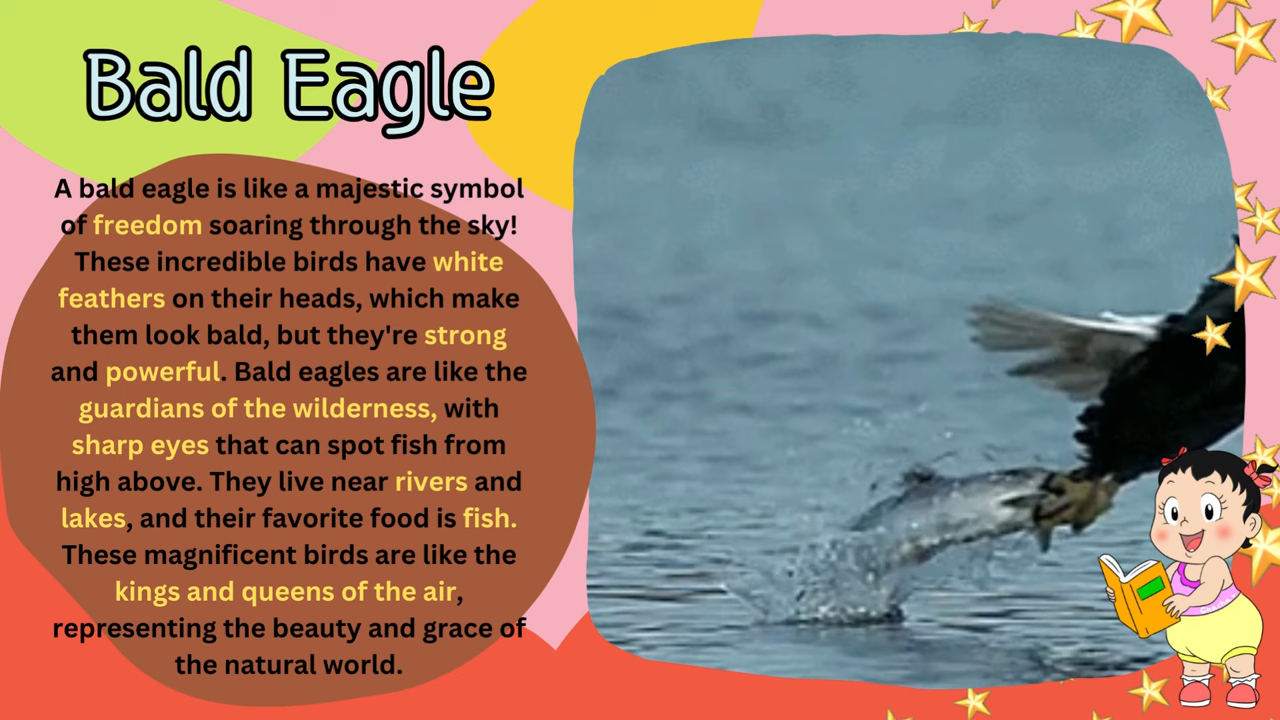 Bald Eagle
A bald eagle is like a majestic symbol
of freedom soaring through the sky!
These incredible birds have white
feathers on their heads, which make
them look bald, but they're strong
and powerful. Bald eagles are like the
guardians of the wilderness, with
sharp eyes that can spot fish from
high above. They live near rivers and
lakes, and their favorite food is fish.
These magnificent birds are like the
kings and queens of the air,
representing the beauty and grace of
the natural world.